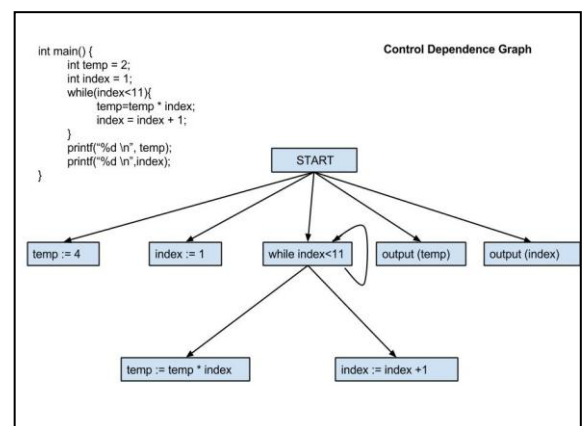 int main() {
int temp = 2;
int index = 1;
while(index<11){
temp=temp * index;
index = index + 1;
}
printf("%d \n", temp);
printf("%d \n",index);
}
Control Dependence Graph
START
temp := 4
index := 1
while index<11
output (temp)
output (index)
temp := temp * index
index := index +1